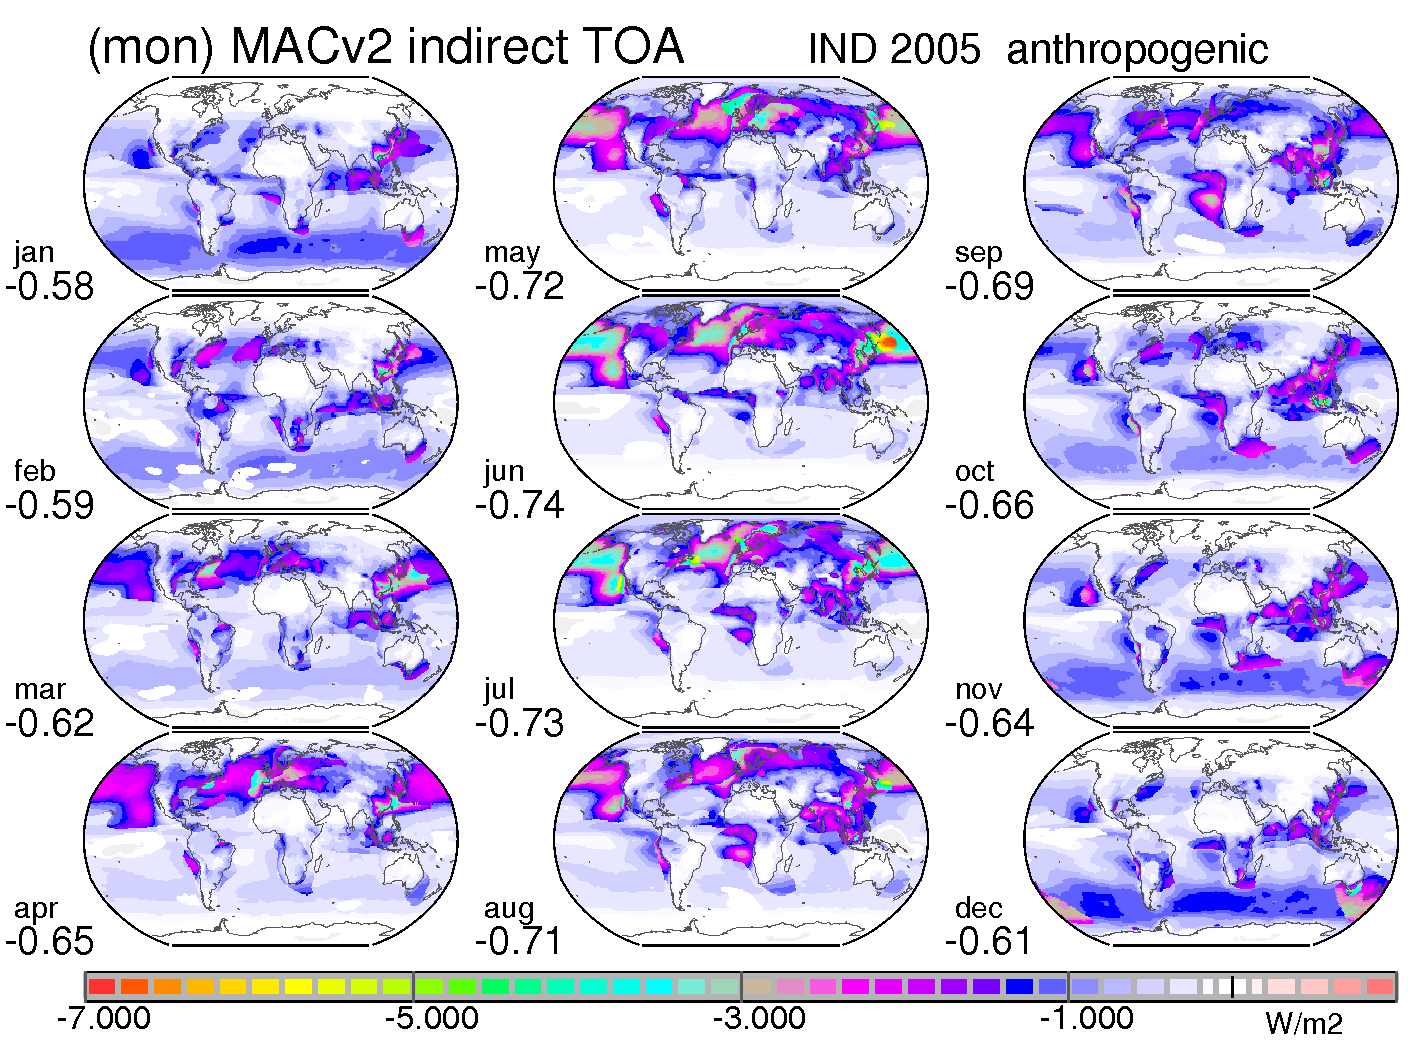 (mon) MACv2 indirect TOA IND 2005 anthropogenic
jan
-0.58
may
-0.72
sep
-0.69
feb
-0.59
jun
-0.74
oct
-0.66
mar
-0.62
jul
-0.73
nov
-0.64
apr
-0.65
aug
-0.71
dec
-0.61
-7.000 -5.000 -3.000 -1.000 W/m2